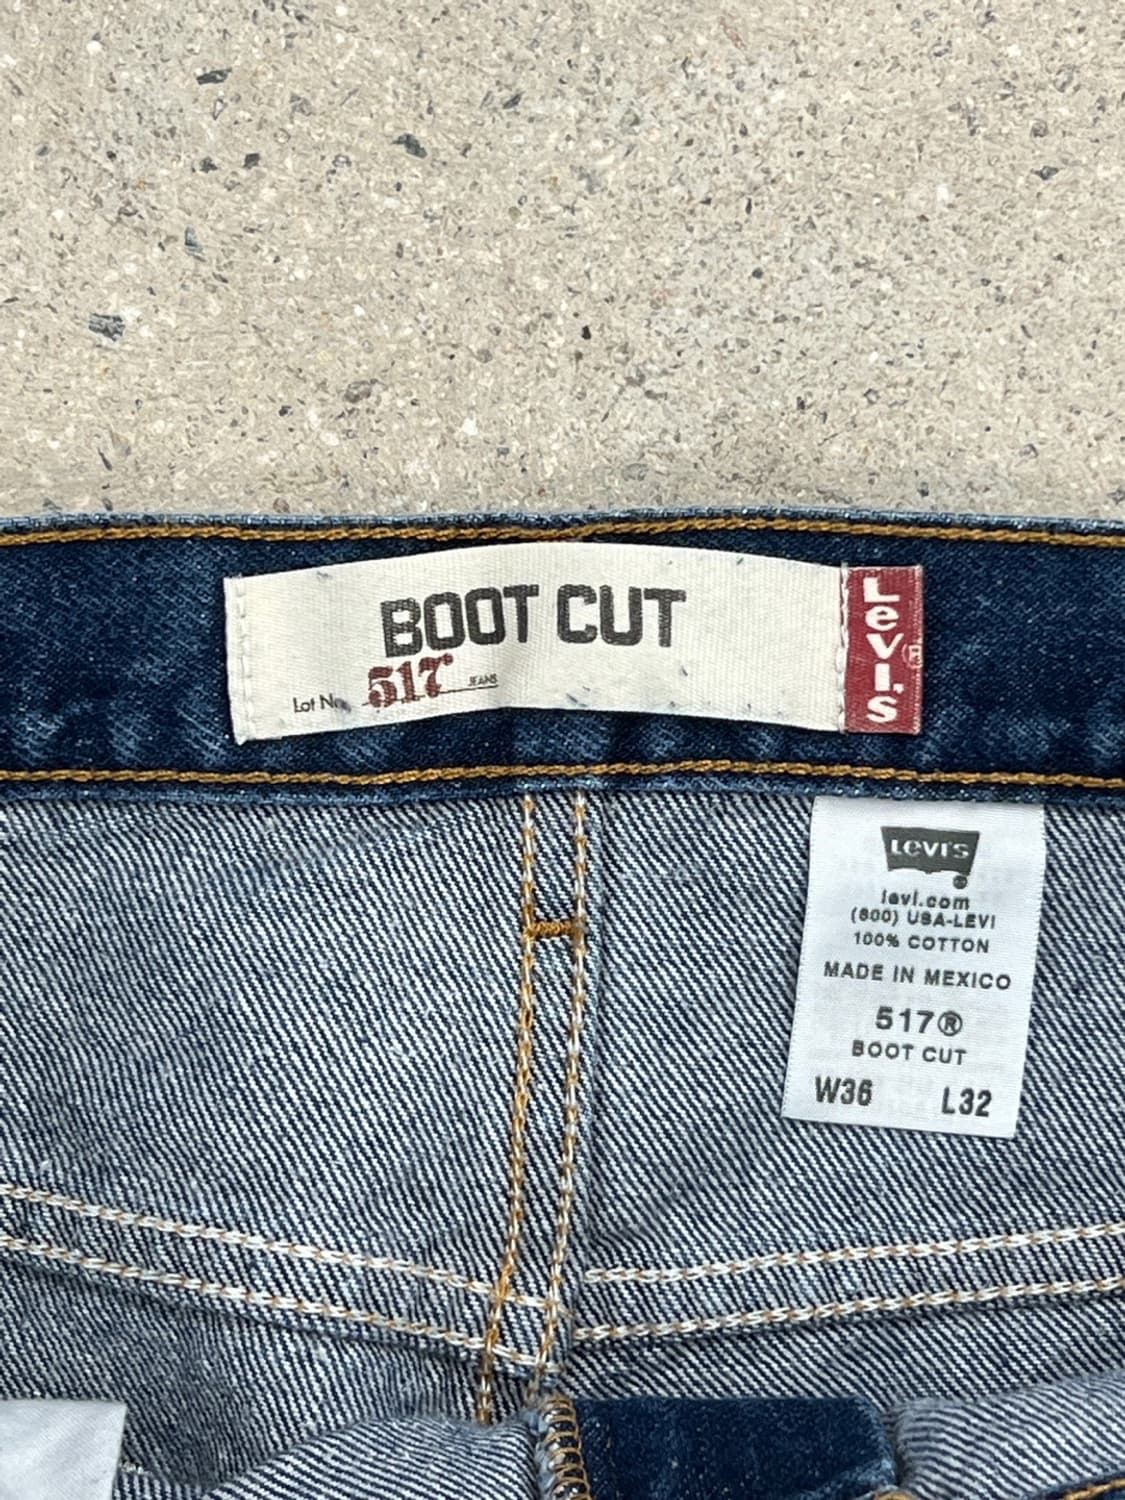 BOOT CUT
Lot No. 517® JEANS
LEVI'S ®
LEVI'S
levi.com
(800) USA-LEVI
100% COTTON
MADE IN MEXICO
517®
BOOT CUT
W36 L32